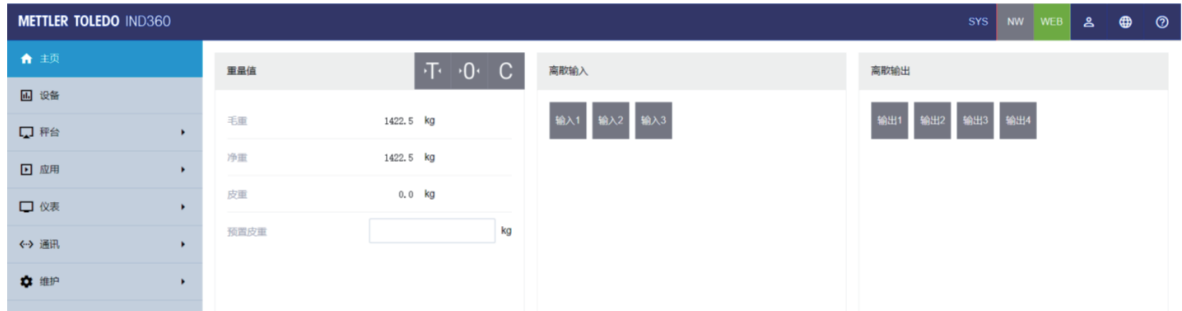 METTLER TOLEDO IND360
SYS NW WEB
主页
设备
秤台
应用
仪表
通讯
维护
重量值
→T← →0← C
毛重 1422.5 kg
净重 1422.5 kg
皮重 0.0 kg
预置皮重 kg
离散输入
输入1 输入2 输入3
离散输出
输出1 输出2 输出3 输出4